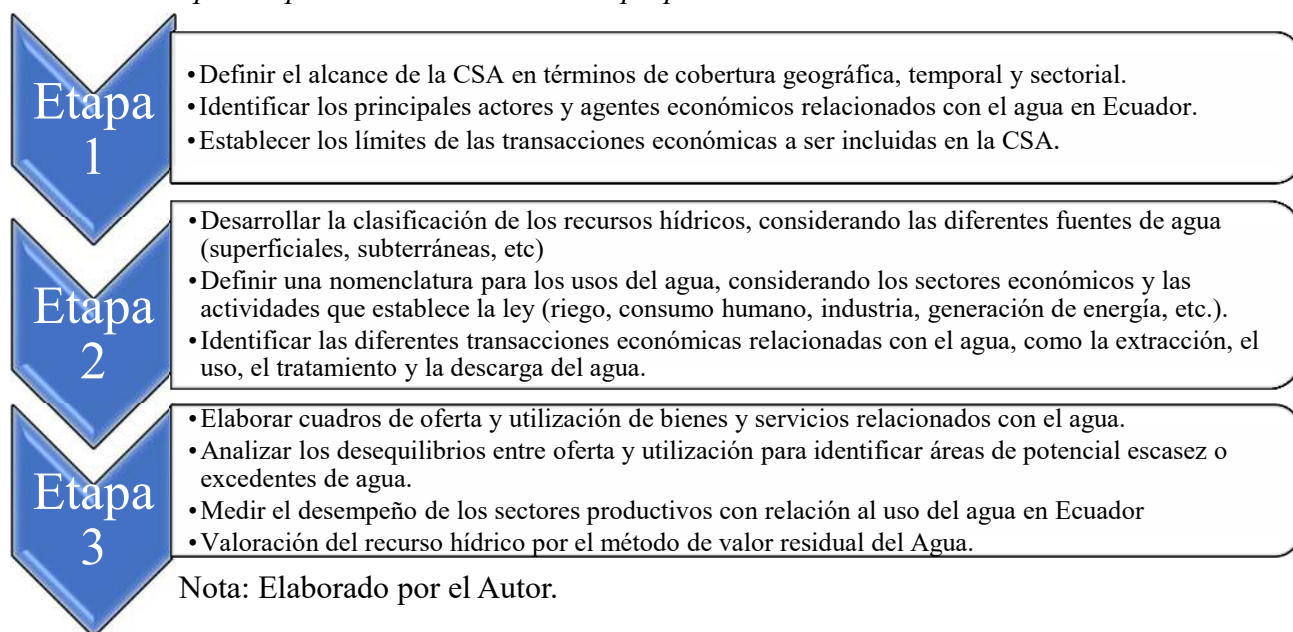 Etapa
1
•Definir el alcance de la CSA en términos de cobertura geográfica, temporal y sectorial.
•Identificar los principales actores y agentes económicos relacionados con el agua en Ecuador.
•Establecer los límites de las transacciones económicas a ser incluidas en la CSA.
Etapa
2
•Desarrollar la clasificación de los recursos hídricos, considerando las diferentes fuentes de agua
(superficiales, subterráneas, etc)
•Definir una nomenclatura para los usos del agua, considerando los sectores económicos y las
actividades que establece la ley (riego, consumo humano, industria, generación de energía, etc.).
•Identificar las diferentes transacciones económicas relacionadas con el agua, como la extracción, el
uso, el tratamiento y la descarga del agua.
Etapa
3
•Elaborar cuadros de oferta y utilización de bienes y servicios relacionados con el agua.
•Analizar los desequilibrios entre oferta y utilización para identificar áreas de potencial escasez o
excedentes de agua.
•Medir el desempeño de los sectores productivos con relación al uso del agua en Ecuador
•Valoración del recurso hídrico por el método de valor residual del Agua.
Nota: Elaborado por el Autor.